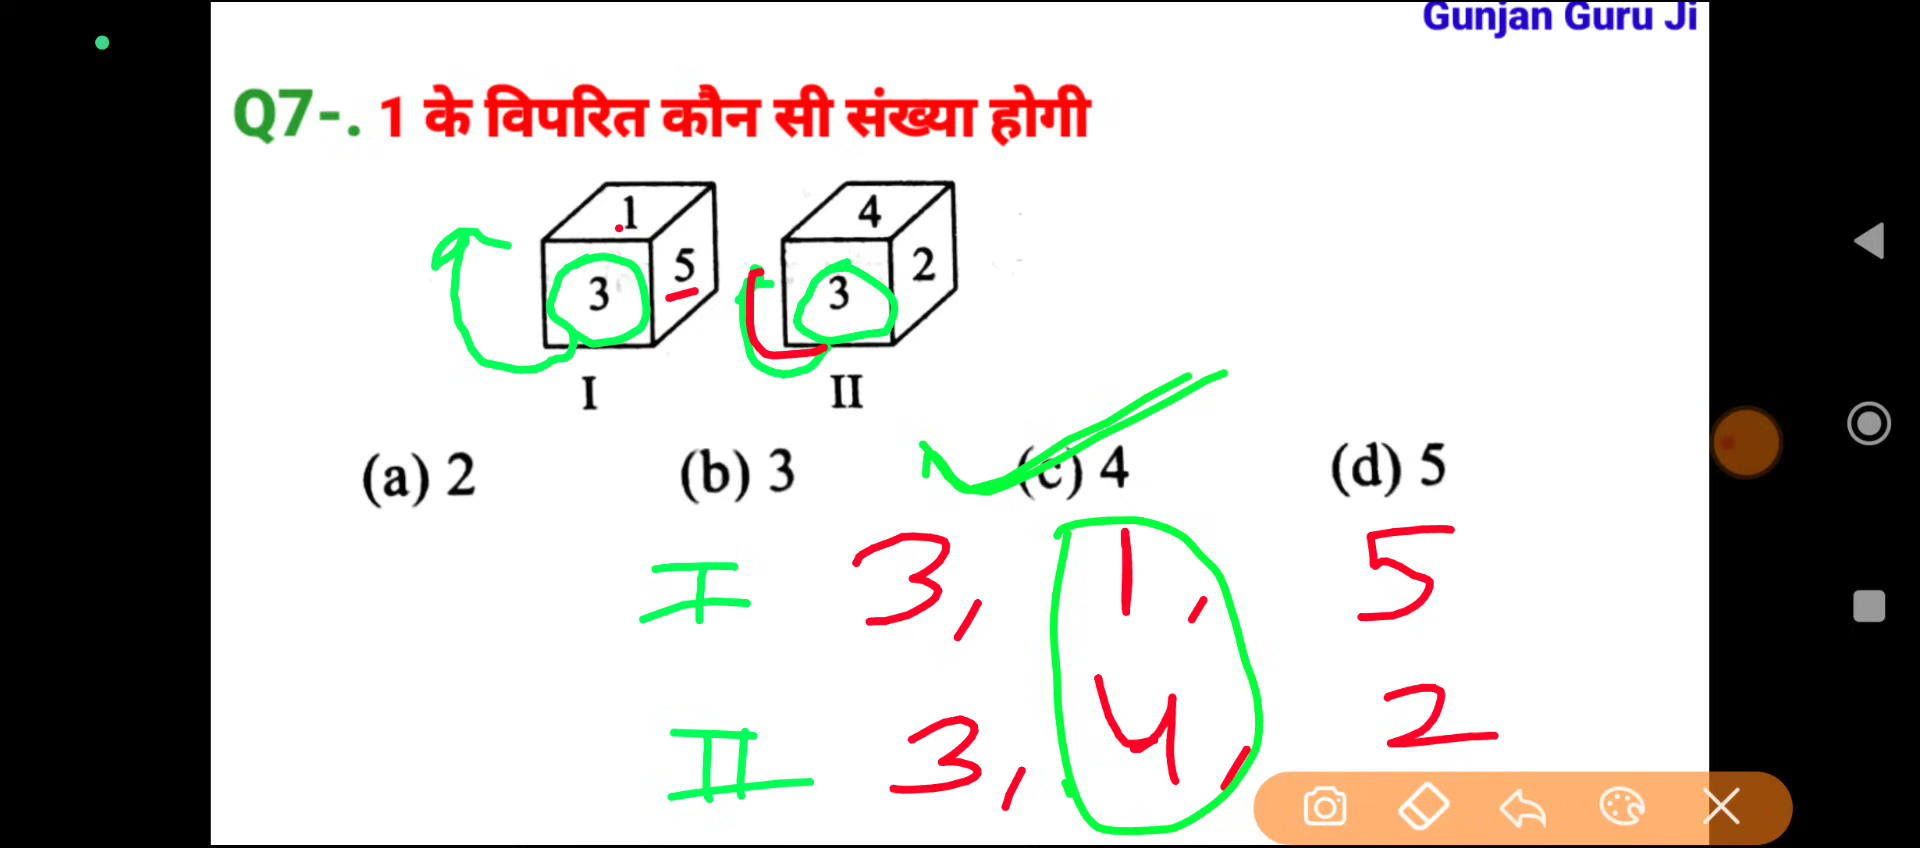 Gunjan Guru Ji
Q7-. 1 के विपरित कौन सी संख्या होगी
1 4
3 5 3 2
I II
(a) 2 (b) 3 (c) 4 (d) 5
I 3, 1, 5
II 3, 4, 2